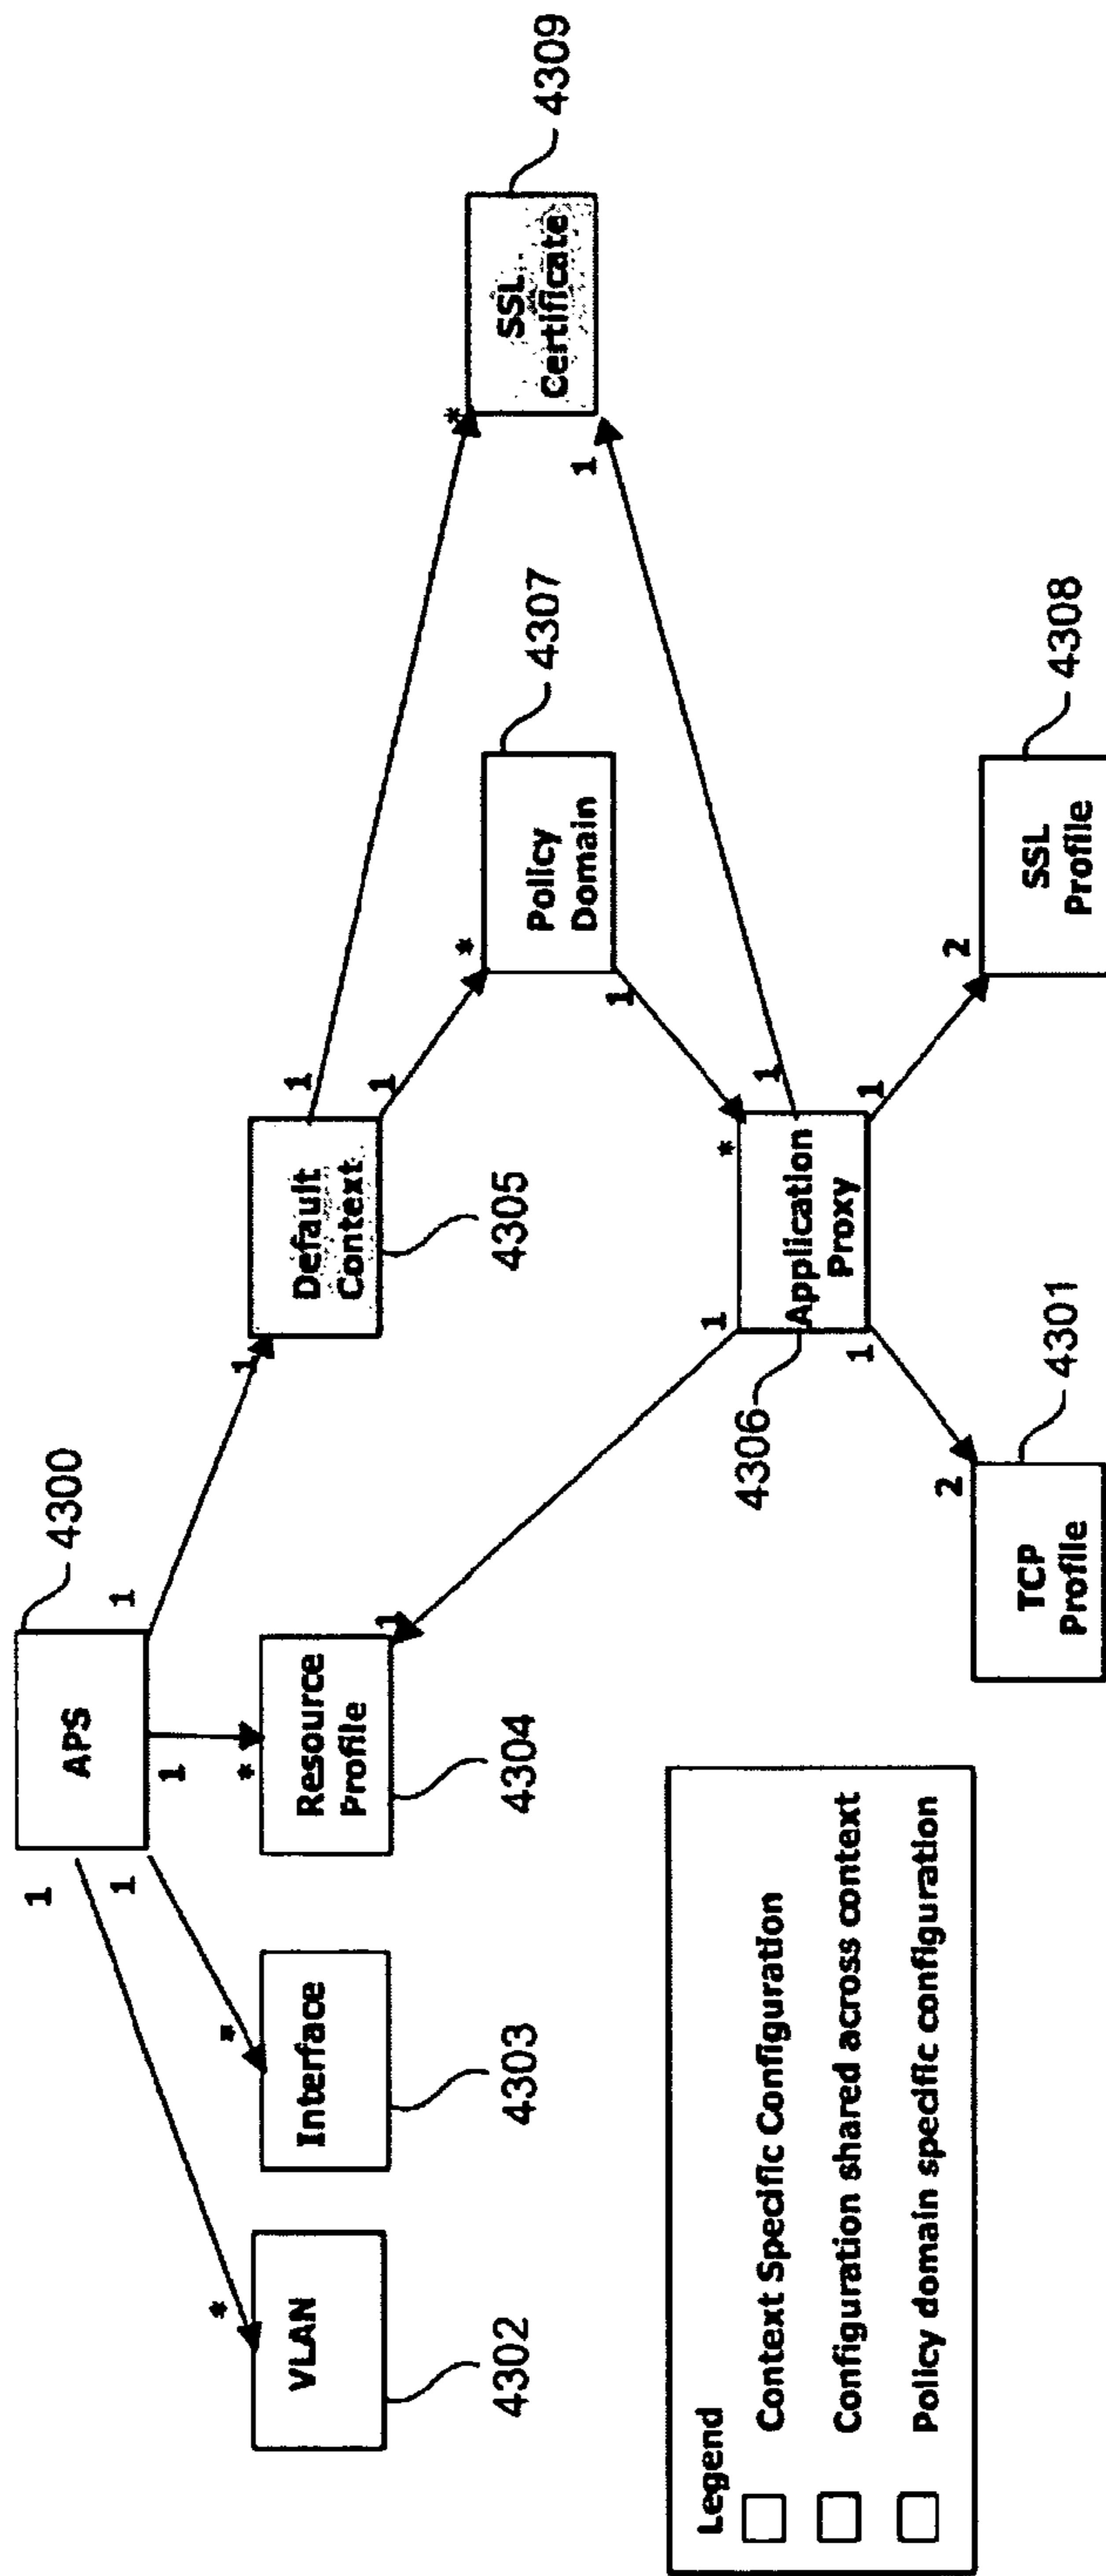 4300
APS
1
1
1
1
*
*
*
1
VLAN
4302
Interface
4303
Resource
Profile
4304
1
Default
Context
4305
1
1
*
SSL
Certificate
4309
1
*
Policy
Domain
4307
1
*
1
1
Application
Proxy
4306
1
1
2
TCP
Profile
4301
2
SSL
Profile
4308
Legend
Context Specific Configuration
Configuration shared across context
Policy domain specific configuration